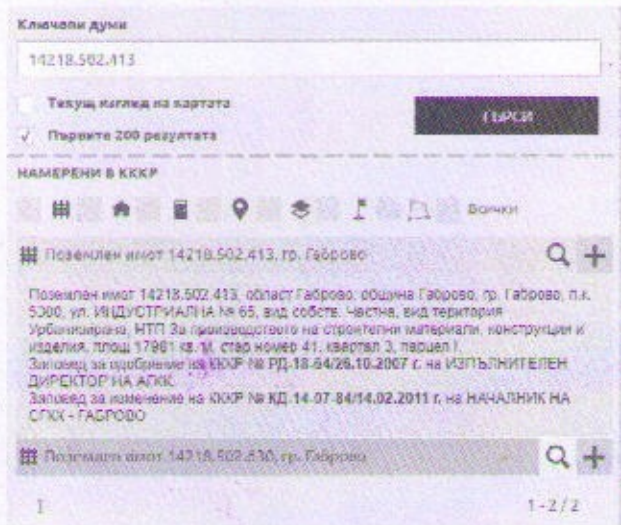 Ключови думи
14218.502.413
Текущ изглед на картата
ТЪРСИ
Първите 200 резултата
НАМЕРЕНИ В КККР
Всички
Поземлен имот 14218.502.413, гр. Габрово
Поземлен имот 14218.502.413, област Габрово, община Габрово, гр. Габрово, п.к.
5300, ул. ИНДУСТРИАЛНА № 65, вид собств. Частна, вид територия
Урбанизирана, НТП За производството на строителни материали, конструкции и
изделия, площ 17981 кв. м, стар номер 41, квартал 3, парцел I,
Заповед за одобрение на КККР № РД-18-64/26.10.2007 г. на ИЗПЪЛНИТЕЛЕН
ДИРЕКТОР НА АГКК
Заповед за изменение на КККР № КД-14-07-84/14.02.2011 г. на НАЧАЛНИК НА
СГКК - ГАБРОВО
Поземлен имот 14218.502.630, гр. Габрово
1
1 - 2 / 2